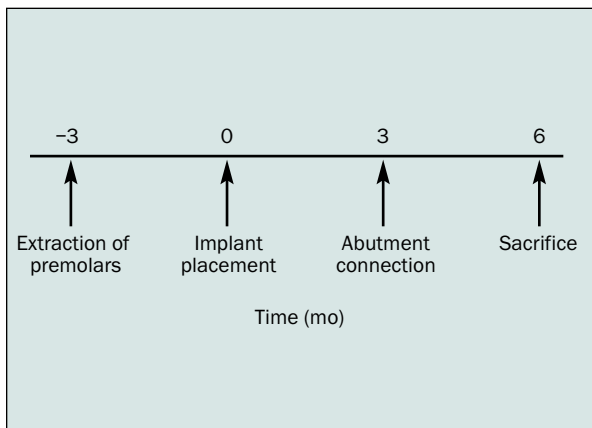 −3 0 3 6
Extraction of premolars
Implant placement
Abutment connection
Sacrifice
Time (mo)